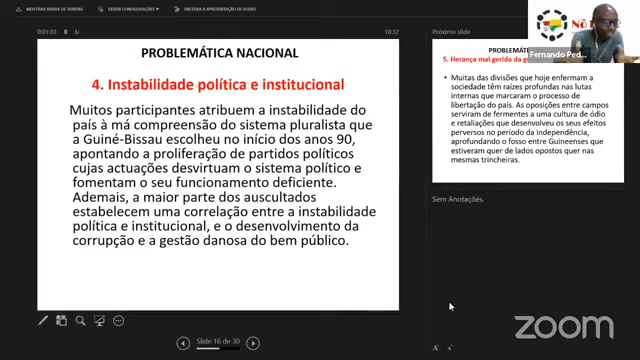 MOSTRAR BARRA DE TAREFAS
EXIBIR CONFIGURAÇÕES
ENCERRAR A APRESENTAÇÃO DE SLIDES
0:01:02
18:32
PROBLEMÁTICA NACIONAL
4. Instabilidade política e institucional
Muitos participantes atribuem a instabilidade do
país à má compreensão do sistema pluralista que
a Guiné-Bissau escolheu no início dos anos 90,
apontando a proliferação de partidos políticos
cujas actuações desvirtuam o sistema político e
fomentam o seu funcionamento deficiente.
Ademais, a maior parte dos auscultados
estabelecem uma correlação entre a instabilidade
política e institucional, e o desenvolvimento da
corrupção e a gestão danosa do bem público.
Slide 16 de 30
Próximo slide
Nô
Fernando Ped...
PROBLEM
5. Herança mal gerida da g
Muitas das divisões que hoje enfermam a
sociedade têm raízes profundas nas lutas
internas que marcaram o processo de
libertação do país. As oposições entre campos
serviram de fermentes a uma cultura de ódio
e retaliações que desenvolveu os seus efeitos
perversos no período da independência,
aprofundando o fosso entre Guineenses que
estiveram quer de lados opostos quer nas
mesmas trincheiras.
Sem Anotações.
zoom